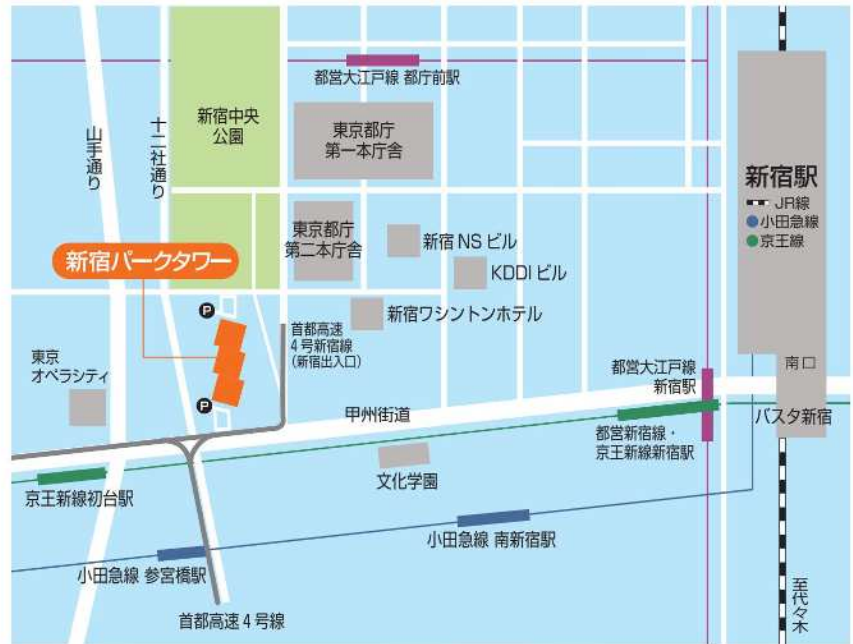 都営大江戸線 都庁前駅
山手通り
十二社通り
新宿中央
公園
東京都庁
第一本庁舎
新宿駅
JR線
小田急線
京王線
東京都庁
第二本庁舎
新宿 NS ビル
新宿パークタワー
KDDI ビル
P
新宿ワシントンホテル
首都高速
4号新宿線
(新宿出入口)
東京
オペラシティ
都営大江戸線
新宿駅
南口
P
甲州街道
バスタ新宿
都営新宿線・
京王新線新宿駅
文化学園
京王新線初台駅
小田急線 南新宿駅
小田急線 参宮橋駅
首都高速4号線
至代々木